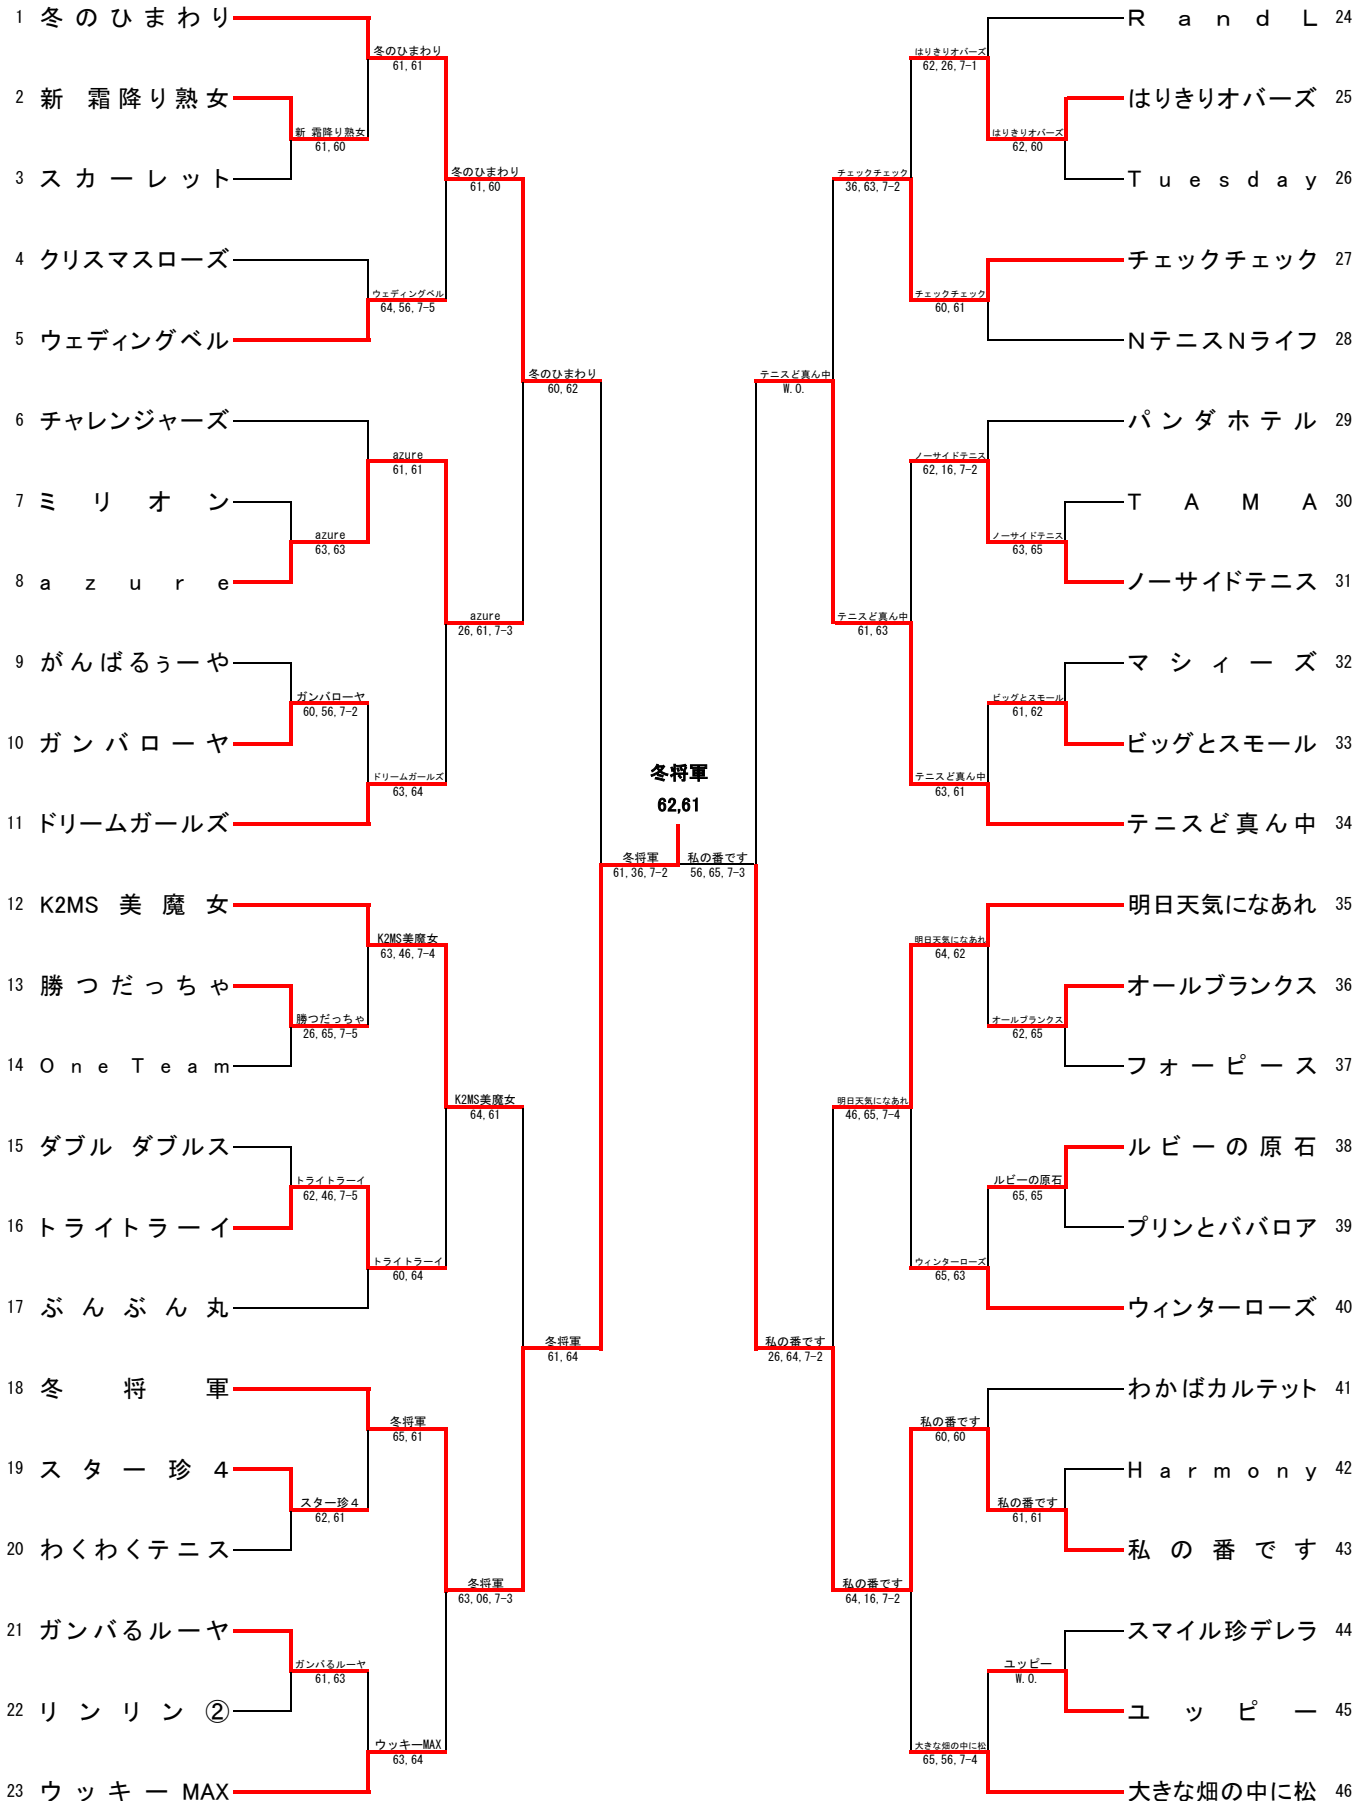 1 冬のひまわり
冬のひまわり
61,61
2 新 霜降り熟女
新 霜降り熟女
61,60
3 スカーレット
冬のひまわり
61,60
4 クリスマスローズ
ウェディングベル
64,56,7-5
5 ウェディングベル
冬のひまわり
60,62
6 チャレンジャーズ
azure
61,61
7 ミリオン
azure
63,63
8 azure
azure
26,61,7-3
9 がんばるぅーや
ガンバローヤ
60,56,7-2
10 ガンバローヤ
ドリームガールズ
63,64
11 ドリームガールズ
冬将軍
62,61
冬将軍
61,36,7-2
私の番です
56,65,7-3
12 K2MS 美魔女
K2MS美魔女
63,46,7-4
13 勝つだっちゃ
勝つだっちゃ
26,65,7-5
14 One Team
K2MS美魔女
64,61
15 ダブル ダブルス
トライトラーイ
62,46,7-5
16 トライトラーイ
トライトラーイ
60,64
17 ぶんぶん丸
冬将軍
61,64
18 冬将軍
冬将軍
65,61
19 スター珍4
スター珍4
62,61
20 わくわくテニス
冬将軍
63,06,7-3
21 ガンバるルーヤ
ガンバるルーヤ
61,63
22 リンリン②
ウッキーMAX
63,64
23 ウッキーMAX
R and L 24
はりきりオバーズ
62,26,7-1
はりきりオバーズ 25
はりきりオバーズ
62,60
Tuesday 26
チェックチェック
36,63,7-2
チェックチェック 27
チェックチェック
60,61
NテニスNライフ 28
テニスど真ん中
W.O.
パンダホテル 29
ノーサイドテニス
62,16,7-2
TAMA 30
ノーサイドテニス
63,65
ノーサイドテニス 31
テニスど真ん中
61,63
マシィーズ 32
ビッグとスモール
61,62
ビッグとスモール 33
テニスど真ん中
63,61
テニスど真ん中 34
明日天気になあれ 35
明日天気になあれ
64,62
オールブランクス 36
オールブランクス
62,65
フォーピース 37
明日天気になあれ
46,65,7-4
ルビーの原石 38
ルビーの原石
65,65
プリンとババロア 39
ウィンターローズ
65,63
ウィンターローズ 40
私の番です
26,64,7-2
わかばカルテット 41
私の番です
60,60
Harmony 42
私の番です
61,61
私の番です 43
私の番です
64,16,7-2
スマイル珍デレラ 44
ユッピー
W.O.
ユッピー 45
大きな畑の中に松
65,56,7-4
大きな畑の中に松 46